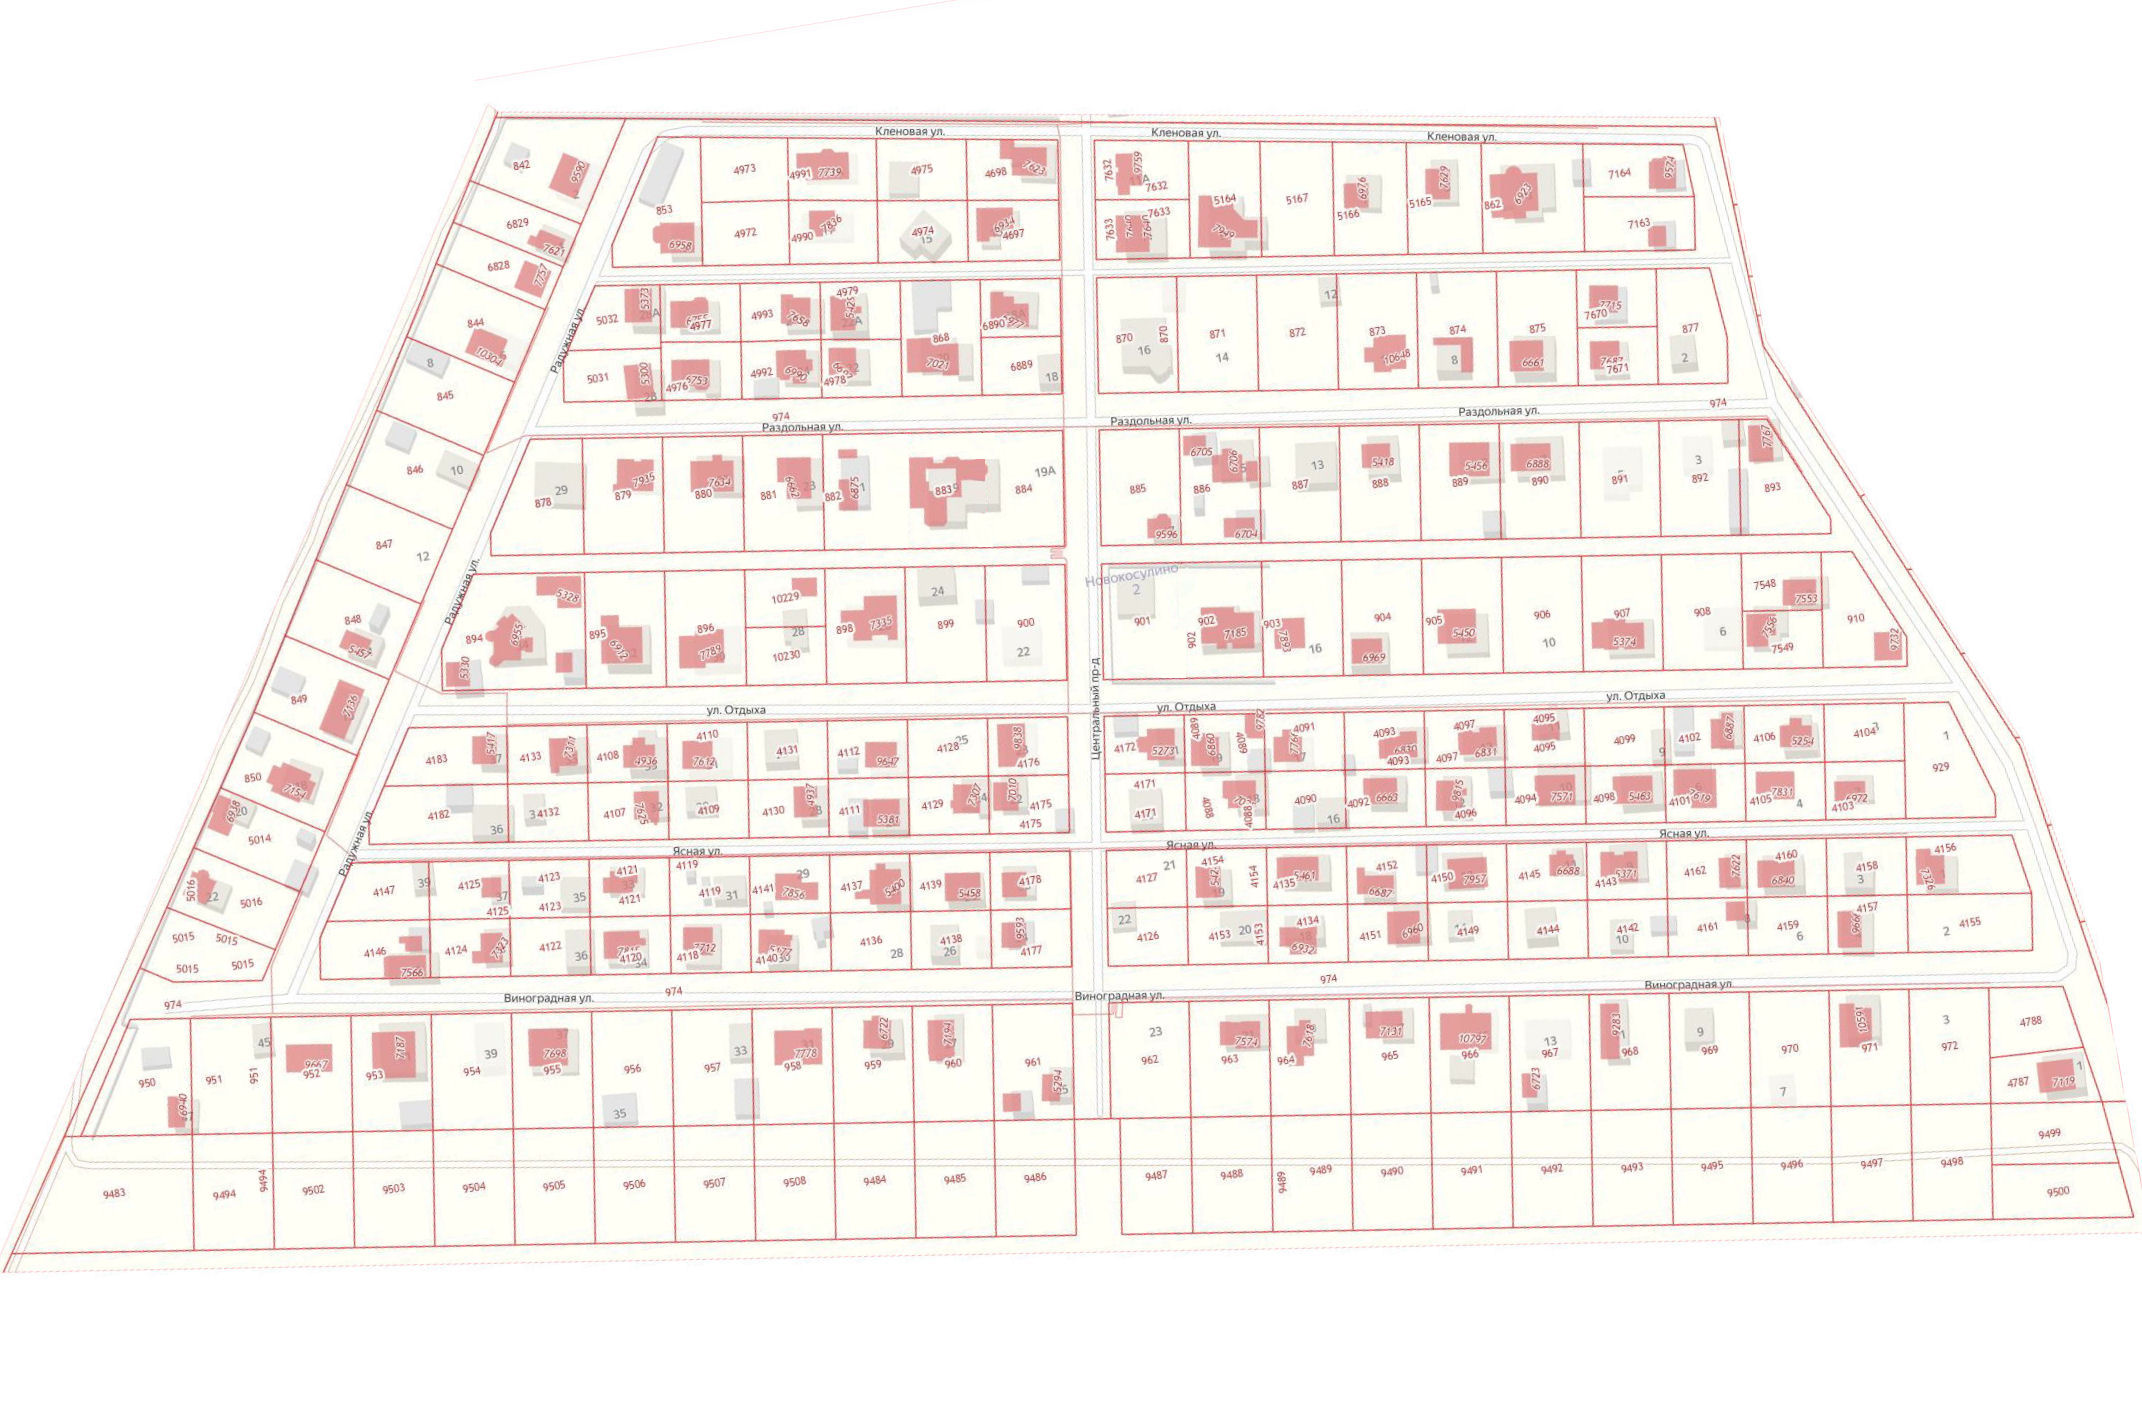 Кленовая ул. Кленовая ул. Кленовая ул.
842 9590 4973 4991 7739 4975 4698 7623 7632 9759 7632 7164 9574
853 5164 5167 6976 5166 7629 5165 862 6923
6829 7621 6958 4972 4990 7836 4974 15 6934 4697 7633 7633 7949 7163
6828 7757
5032 5373 4977 4993 7658 4979 5425 868 6890 12 7715 7670
844 10304 Радужная ул. 870 870 871 872 873 874 875 877
8 16 14 10648 8 6661 7687 7671 2
845 5031 5300 4976 6753 4992 6990 4978 7021 6889 18
974 974
Раздольная ул. Раздольная ул. Раздольная ул.
846 10 29 878 879 7935 880 7634 881 882 6875 883 884 19А
885 6705 6706 886 9596 6704 13 887 5418 888 5456 889 6888 890 891 3 892 7767 893
847 12
Новокосулино
848 5457 Радужная ул. 894 5328 6955 5330 895 6912 896 7789 10229 28 10230 898 7335 24 899 900 22
2 901 902 902 7185 903 7893 16 904 6969 905 5450 906 10 907 5374 908 6 7548 7553 7549 910 9732
849 7136
Центральный пр-д
ул. Отдыха ул. Отдыха ул. Отдыха
850 7154 4183 5417 4133 7311 4108 4936 4110 7612 4131 4112 9647 4128 25 9838 4176
4172 5273 4089 6860 4089 9782 4091 4093 6830 4093 4097 4097 6831 4095 4095 4099 9 4102 6887 4106 5254 4104 3 1
929
6938 20 4182 36 4132 4107 7625 32 4109 4130 4937 4111 5381 4129 7307 7010 4175 4175
4171 4171 4088 4088 4090 16 4092 6663 9815 4096 4094 7571 4098 5463 4101 7619 4105 7831 4 4103 6972
5014 Радужная ул.
Ясная ул. Ясная ул. Ясная ул.
5016 22 5016 4147 39 4125 37 4125 4123 4123 35 4121 4121 4119 4119 31 4141 29 7856 4137 5400 4139 5458 4178
4127 21 4154 4154 4135 5461 4152 6687 4150 7957 4145 6688 4143 5371 4162 7622 4160 6840 4158 3 4156
5015 5015 5015 5015 4146 7566 4124 7323 4122 36 4120 34 4118 7712 4140 5377 4136 28 4138 26 9593 4177
22 4126 4153 20 4153 4134 6932 4151 6960 4149 4144 4142 10 4161 4159 6 4157 2 4155
974 974 974
Виноградная ул. Виноградная ул. Виноградная ул.
950 6940 951 951 45 9667 952 7187 953 39 954 37 7698 955 956 35 957 33 7778 958 6722 959 7194 960 961 5294
23 962 7574 963 964 7618 7131 965 10797 966 13 967 6723 9283 968 9 969 970 7 10591 971 3 972 4788 4787 7119 1
9483 9494 9494 9502 9503 9504 9505 9506 9507 9508 9484 9485 9486
9487 9488 9489 9489 9490 9491 9492 9493 9495 9496 9497 9498 9499
9500